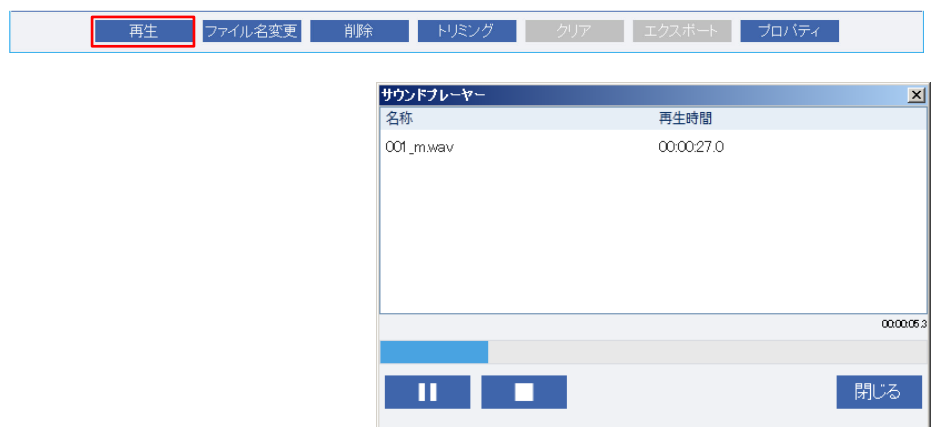 再生 ファイル名変更 削除 トリミング クリア エクスポート プロパティ
サウンドプレーヤー
名称 再生時間
001_m.wav 00:00:27.0
00:00:05.3
閉じる